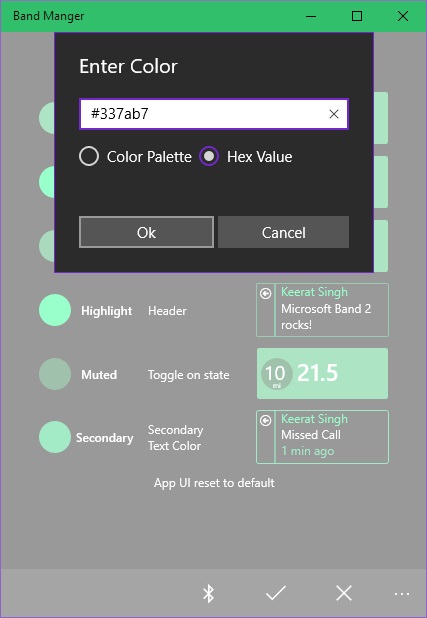 Band Manger
Enter Color
#337ab7
Color Palette
Hex Value
Ok
Cancel
Highlight
Header
Keerat Singh
Microsoft Band 2
rocks!
Muted
Toggle on state
10
mi
21.5
Secondary
Secondary
Text Color
Keerat Singh
Missed Call
1 min ago
App UI reset to default